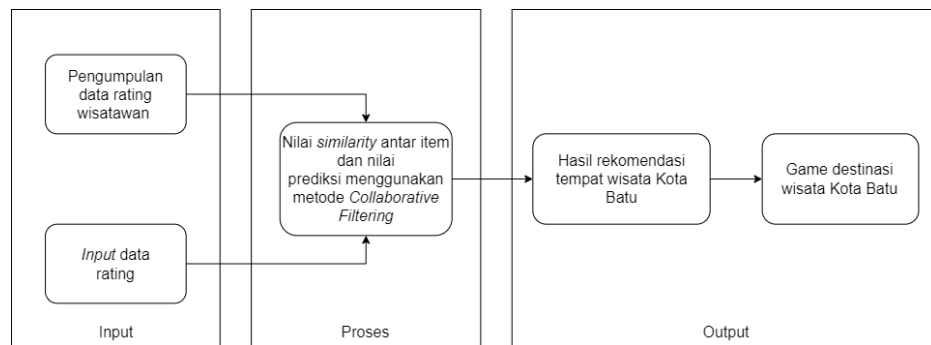 Pengumpulan
data rating
wisatawan
Input data
rating
Input
Nilai similarity antar item
dan nilai
prediksi menggunakan
metode Collaborative
Filtering
Proses
Hasil rekomendasi
tempat wisata Kota
Batu
Game destinasi
wisata Kota Batu
Output